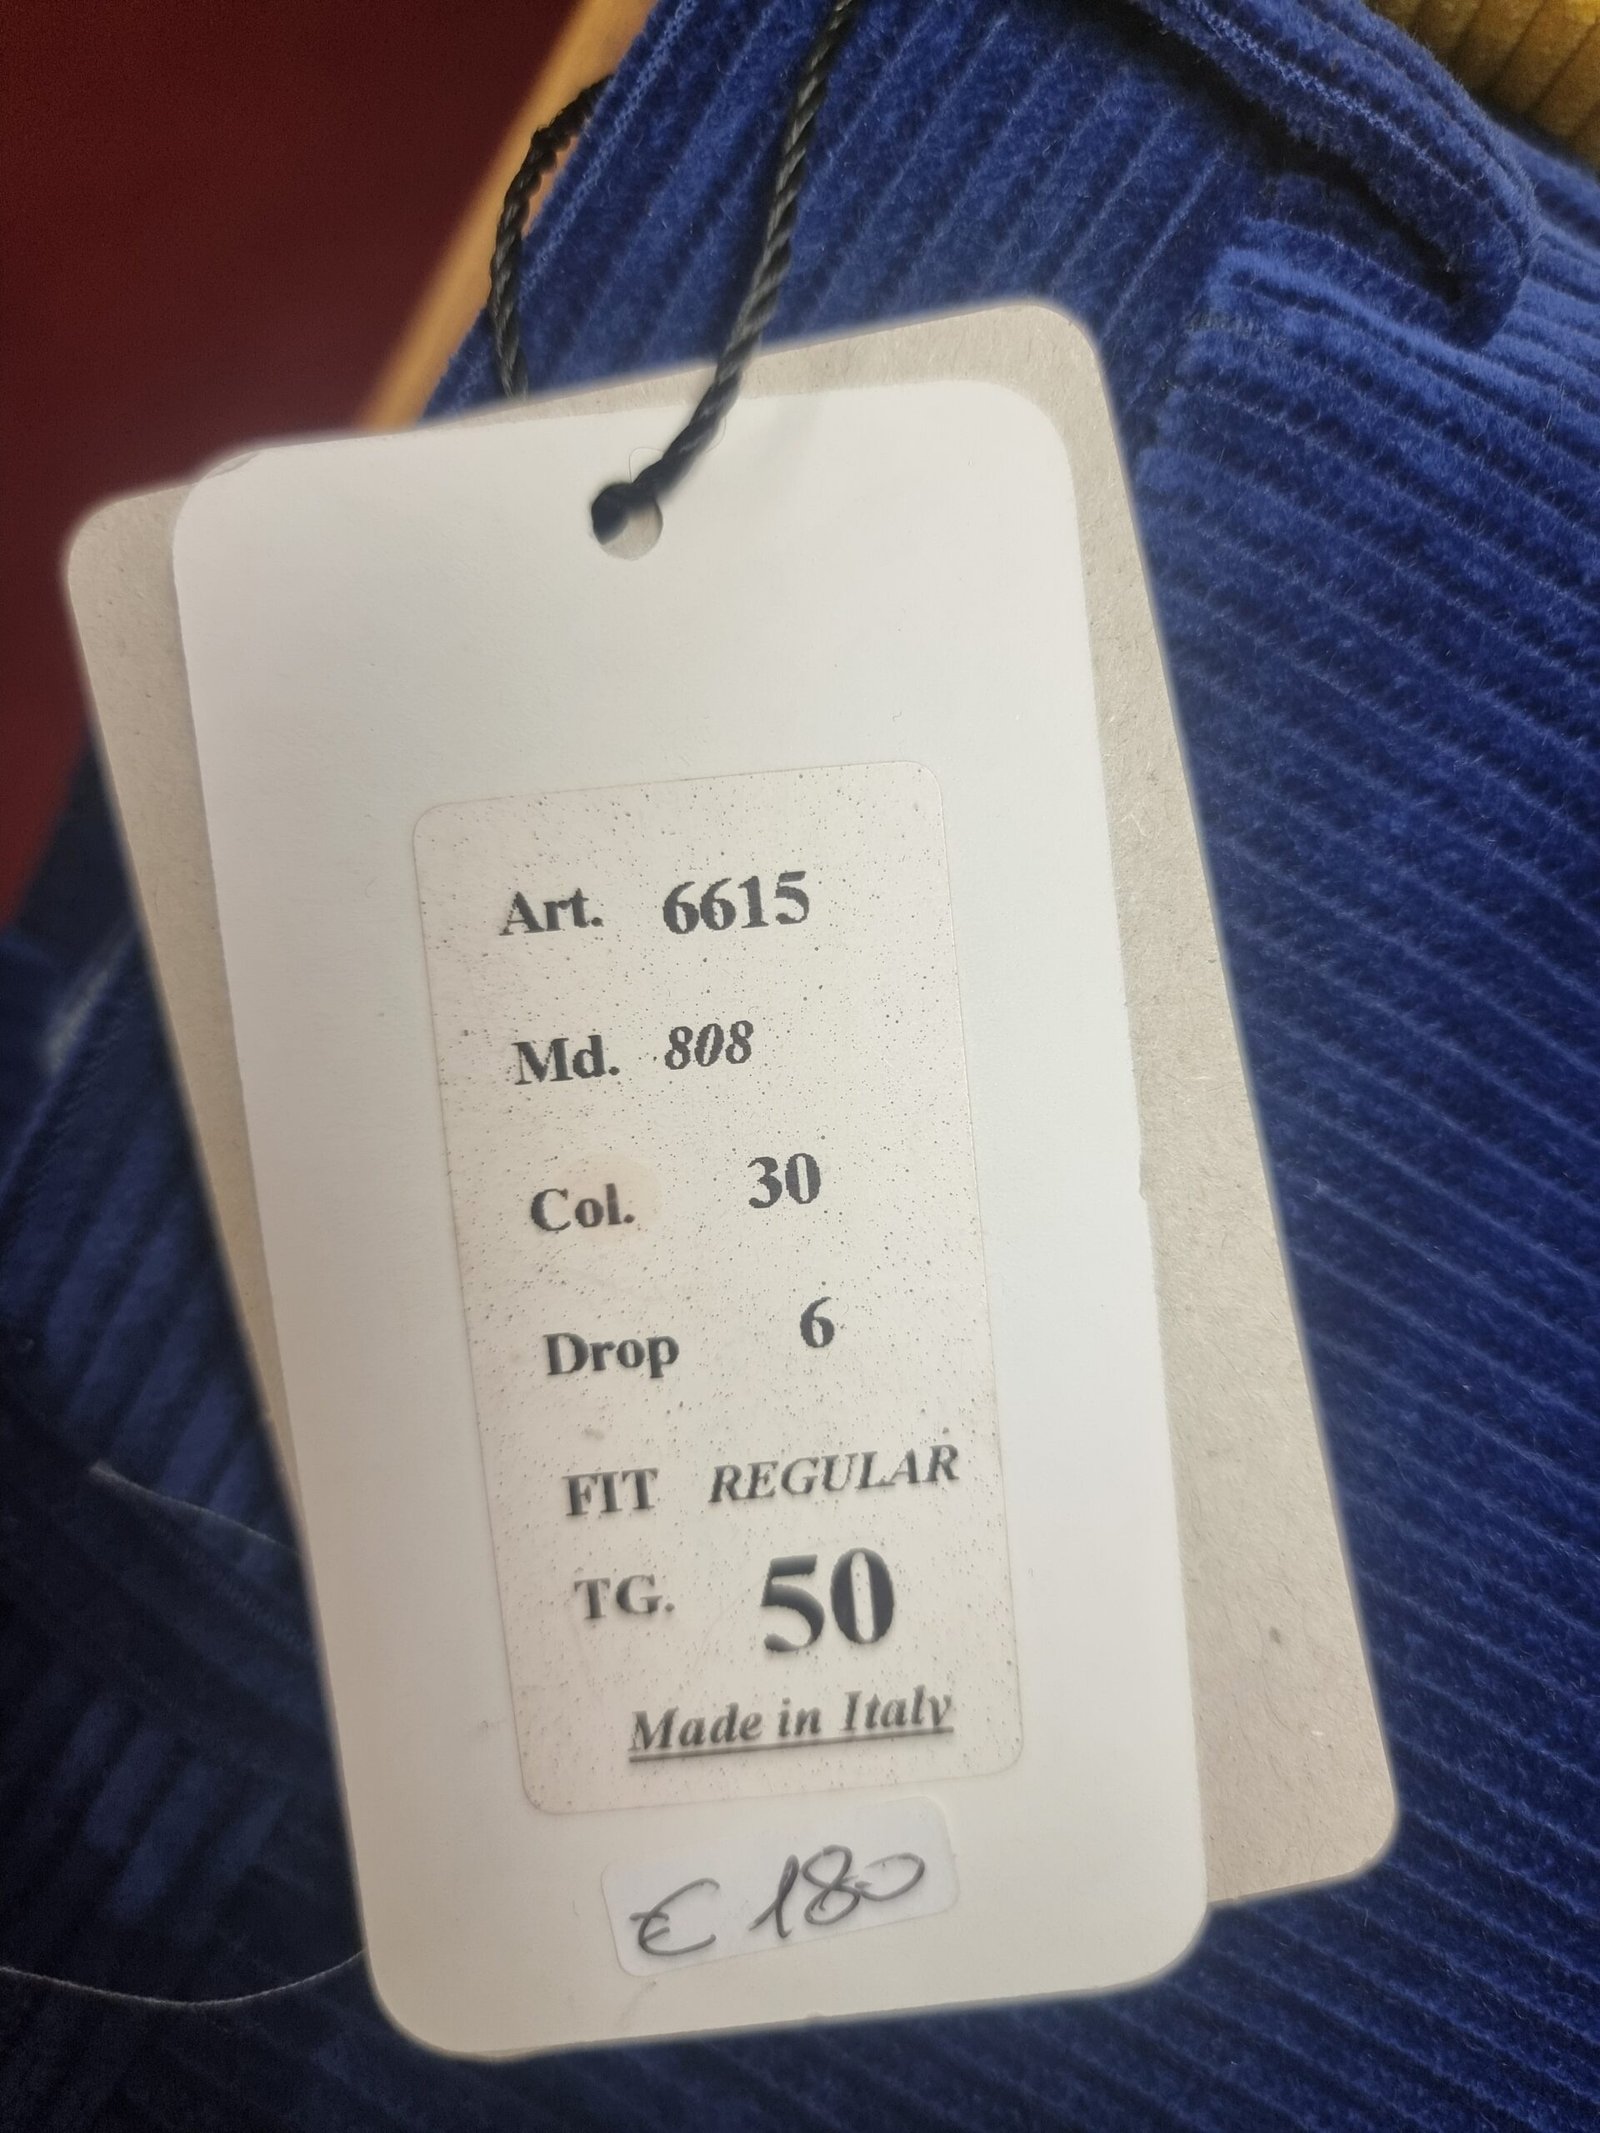 Art. 6615
Md. 808
Col. 30
Drop 6
FIT REGULAR
TG. 50
Made in Italy
€ 180